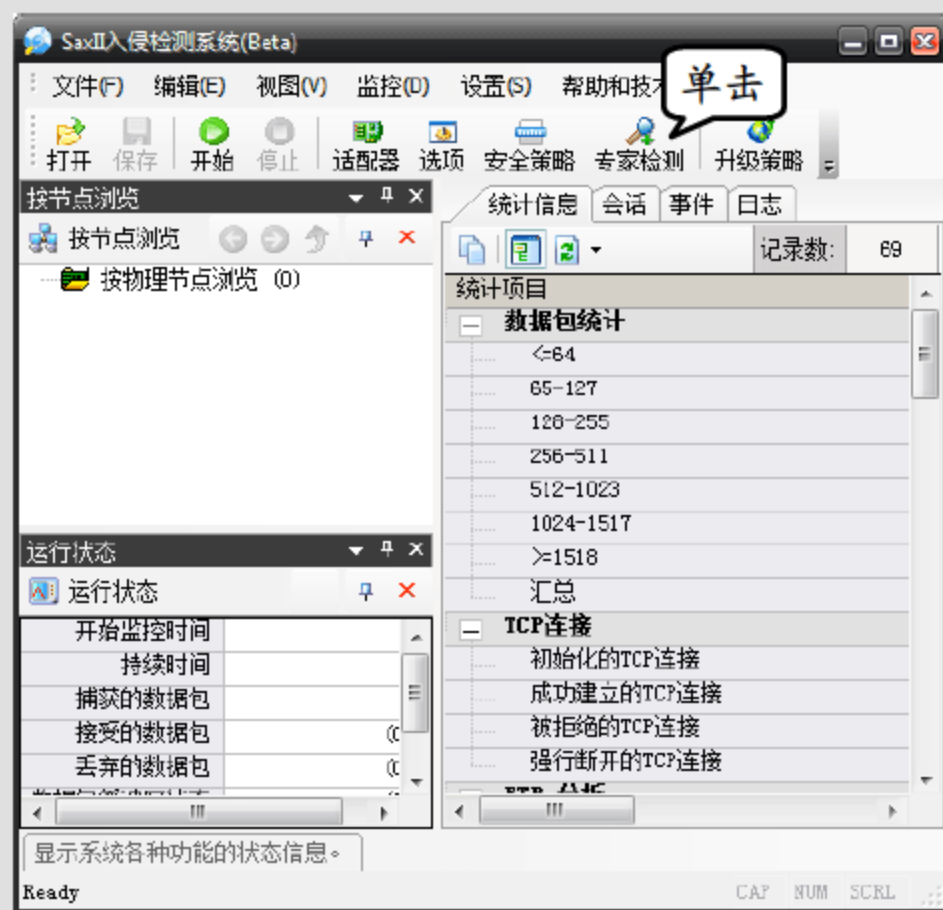 SaxII入侵检测系统(Beta)
文件(F) 编辑(E) 视图(V) 监控(D) 设置(S) 帮助和技
单击
打开 保存 开始 停止 适配器 选项 安全策略 专家检测 升级策略
按节点浏览
按节点浏览
按物理节点浏览 (0)
统计信息 会话 事件 日志
记录数: 69
统计项目
数据包统计
<=64
65-127
128-255
256-511
512-1023
1024-1517
>=1518
汇总
TCP连接
初始化的TCP连接
成功建立的TCP连接
被拒绝的TCP连接
强行断开的TCP连接
运行状态
运行状态
开始监控时间
持续时间
捕获的数据包
接受的数据包 (0
丢弃的数据包 (0
显示系统各种功能的状态信息。
Ready CAP NUM SCRL